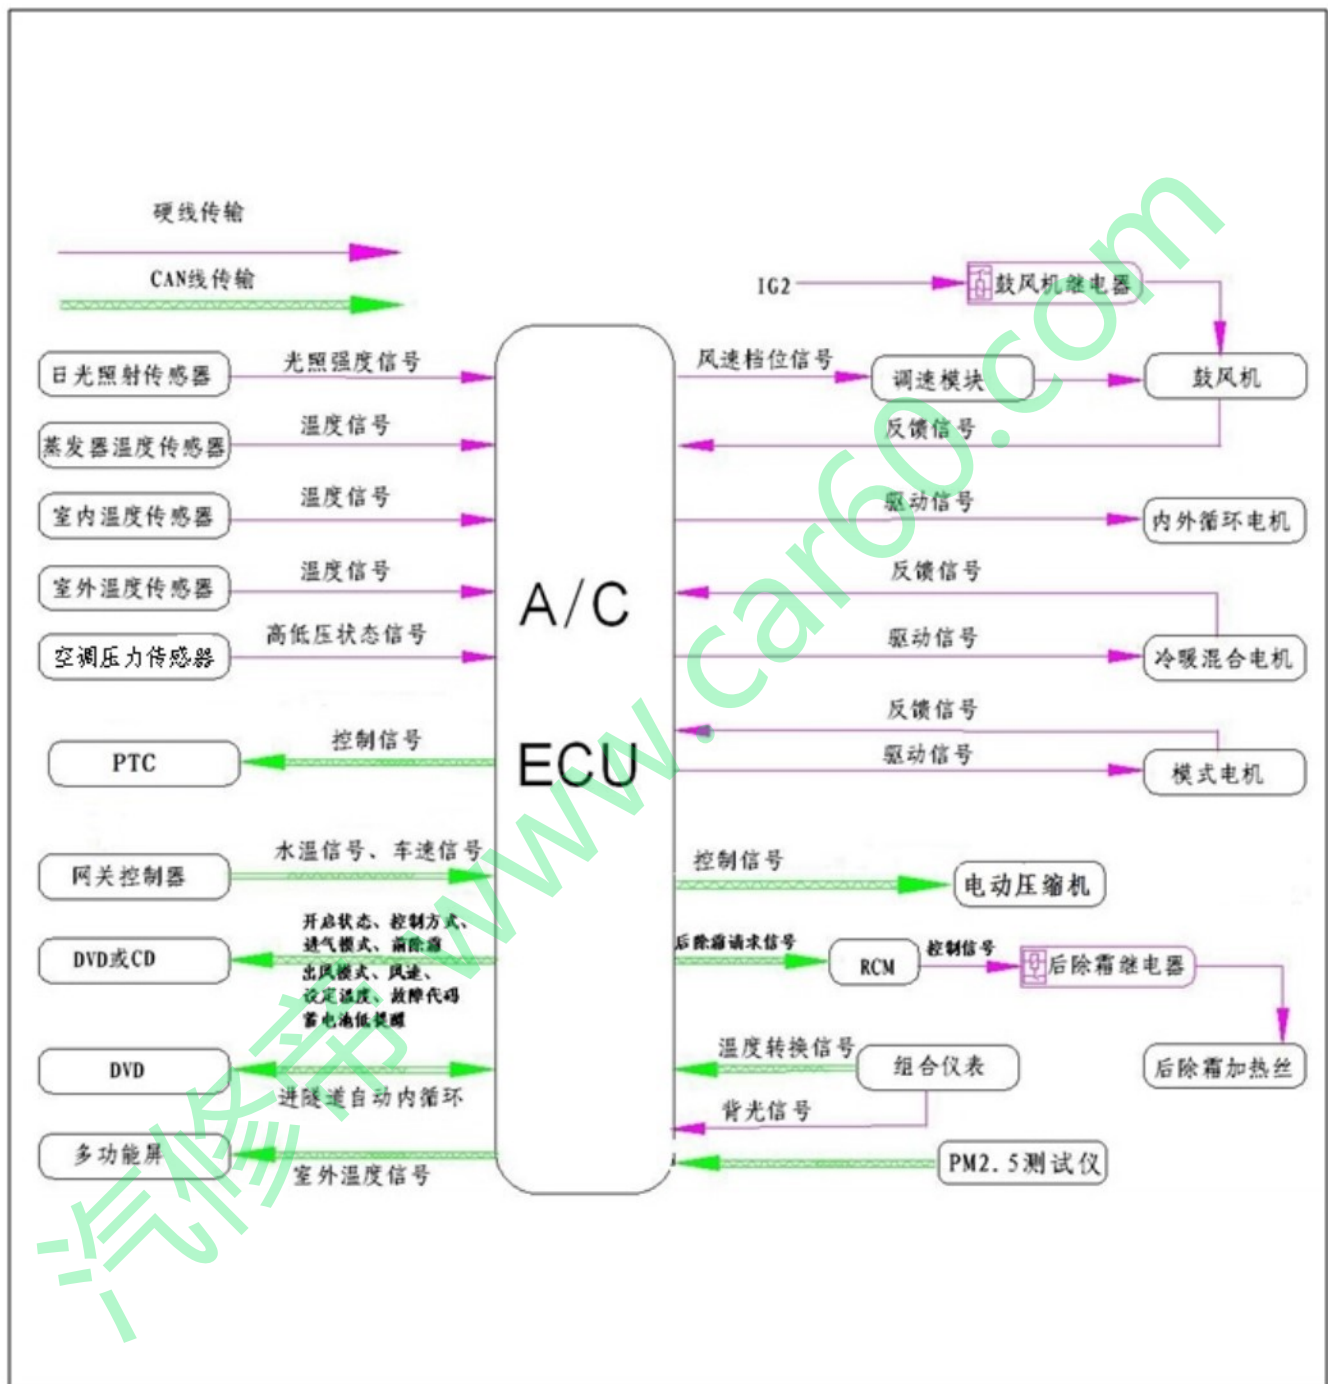 硬线传输
CAN线传输
IG2
鼓风机继电器
日光照射传感器
光照强度信号
风速档位信号
调速模块
鼓风机
蒸发器温度传感器
温度信号
反馈信号
室内温度传感器
温度信号
驱动信号
内外循环电机
室外温度传感器
温度信号
反馈信号
空调压力传感器
高低压状态信号
驱动信号
冷暖混合电机
A/C
ECU
反馈信号
驱动信号
模式电机
PTC
控制信号
网关控制器
水温信号、车速信号
控制信号
电动压缩机
DVD或CD
开启状态、控制方式、
进气模式、前除霜
出风模式、风速、
设定温度、故障代码
蓄电池低提醒
后除霜请求信号
RCM
控制信号
后除霜继电器
后除霜加热丝
DVD
进隧道自动内循环
温度转换信号
组合仪表
背光信号
多功能屏
室外温度信号
PM2.5测试仪
汽修帝 www.car60.com